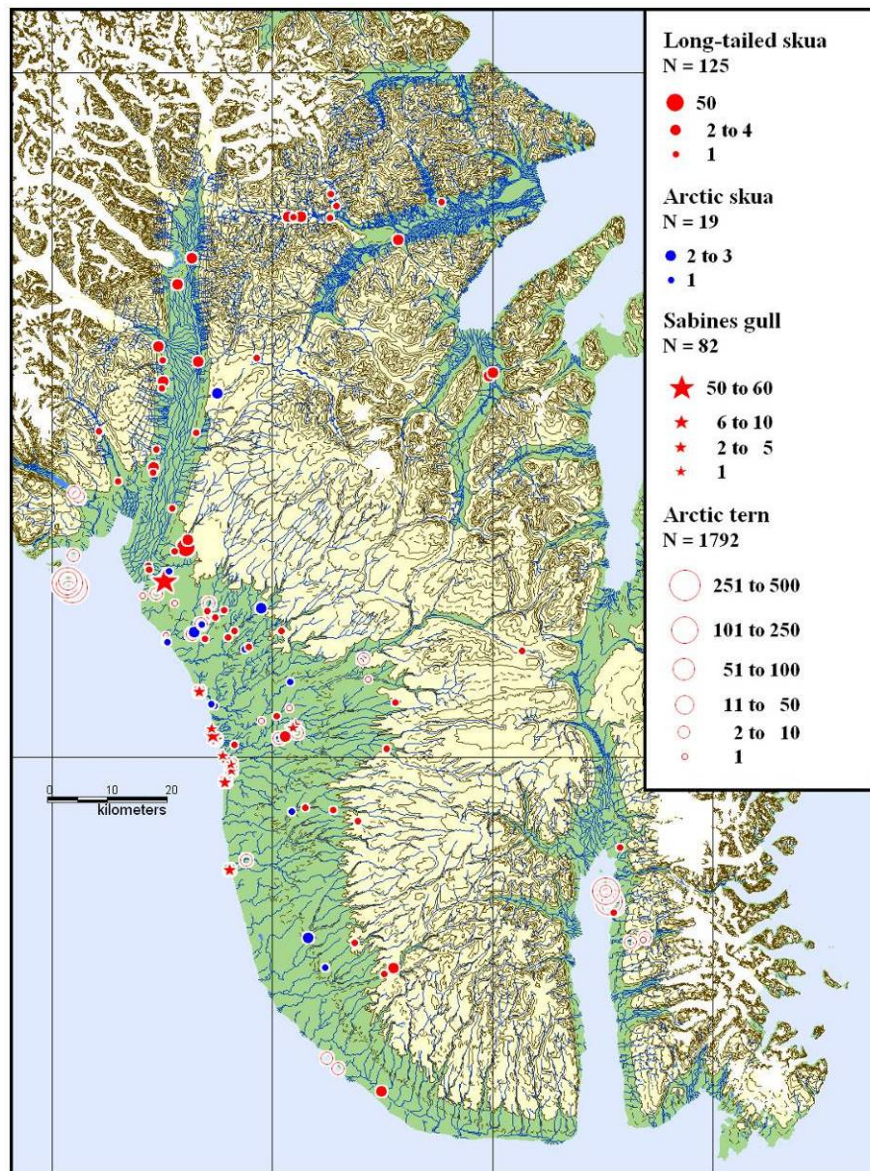 Long-tailed skua
N = 125
50
2 to 4
1
Arctic skua
N = 19
2 to 3
1
Sabines gull
N = 82
50 to 60
6 to 10
2 to 5
1
Arctic tern
N = 1792
251 to 500
101 to 250
51 to 100
11 to 50
2 to 10
1
0 10 20
kilometers